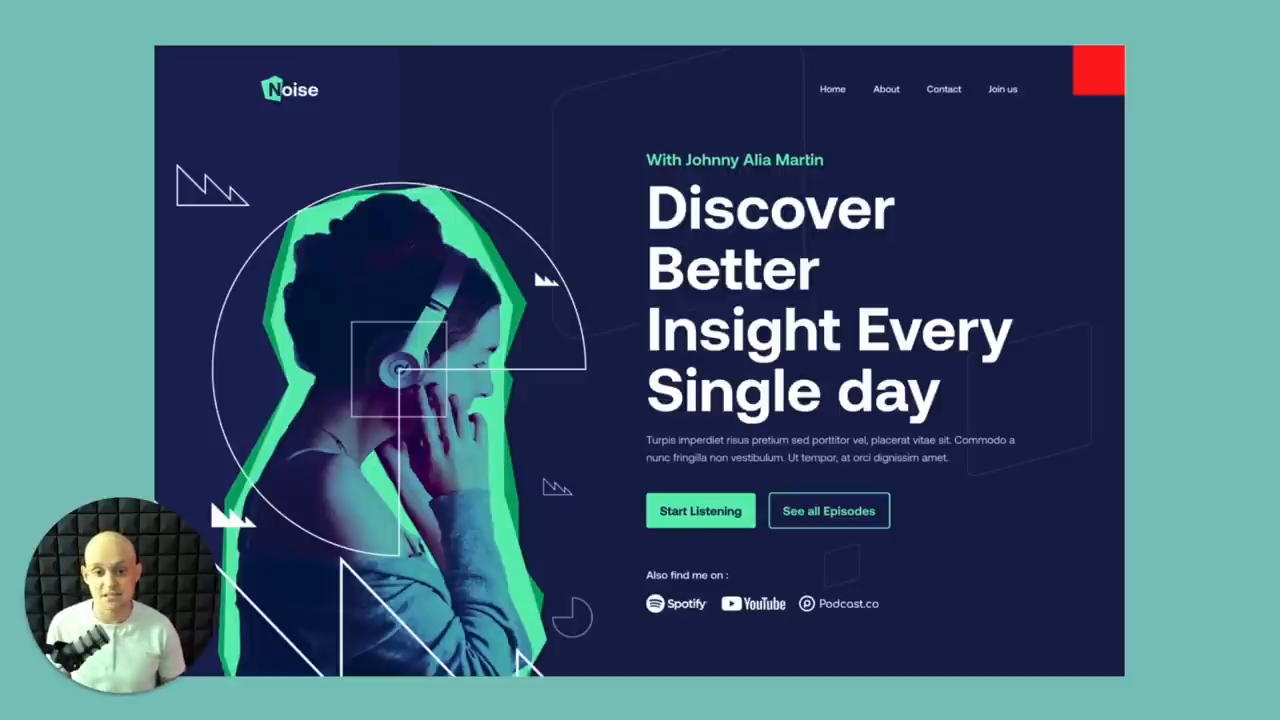 Noise
Home About Contact Join us
With Johnny Alia Martin
Discover
Better
Insight Every
Single day
Turpis imperdiet risus pretium sed porttitor vel, placerat vitae sit. Commodo a
nunc fringilla non vestibulum. Ut tempor, at orci dignissim amet.
Start Listening See all Episodes
Also find me on :
Spotify YouTube Podcast.co